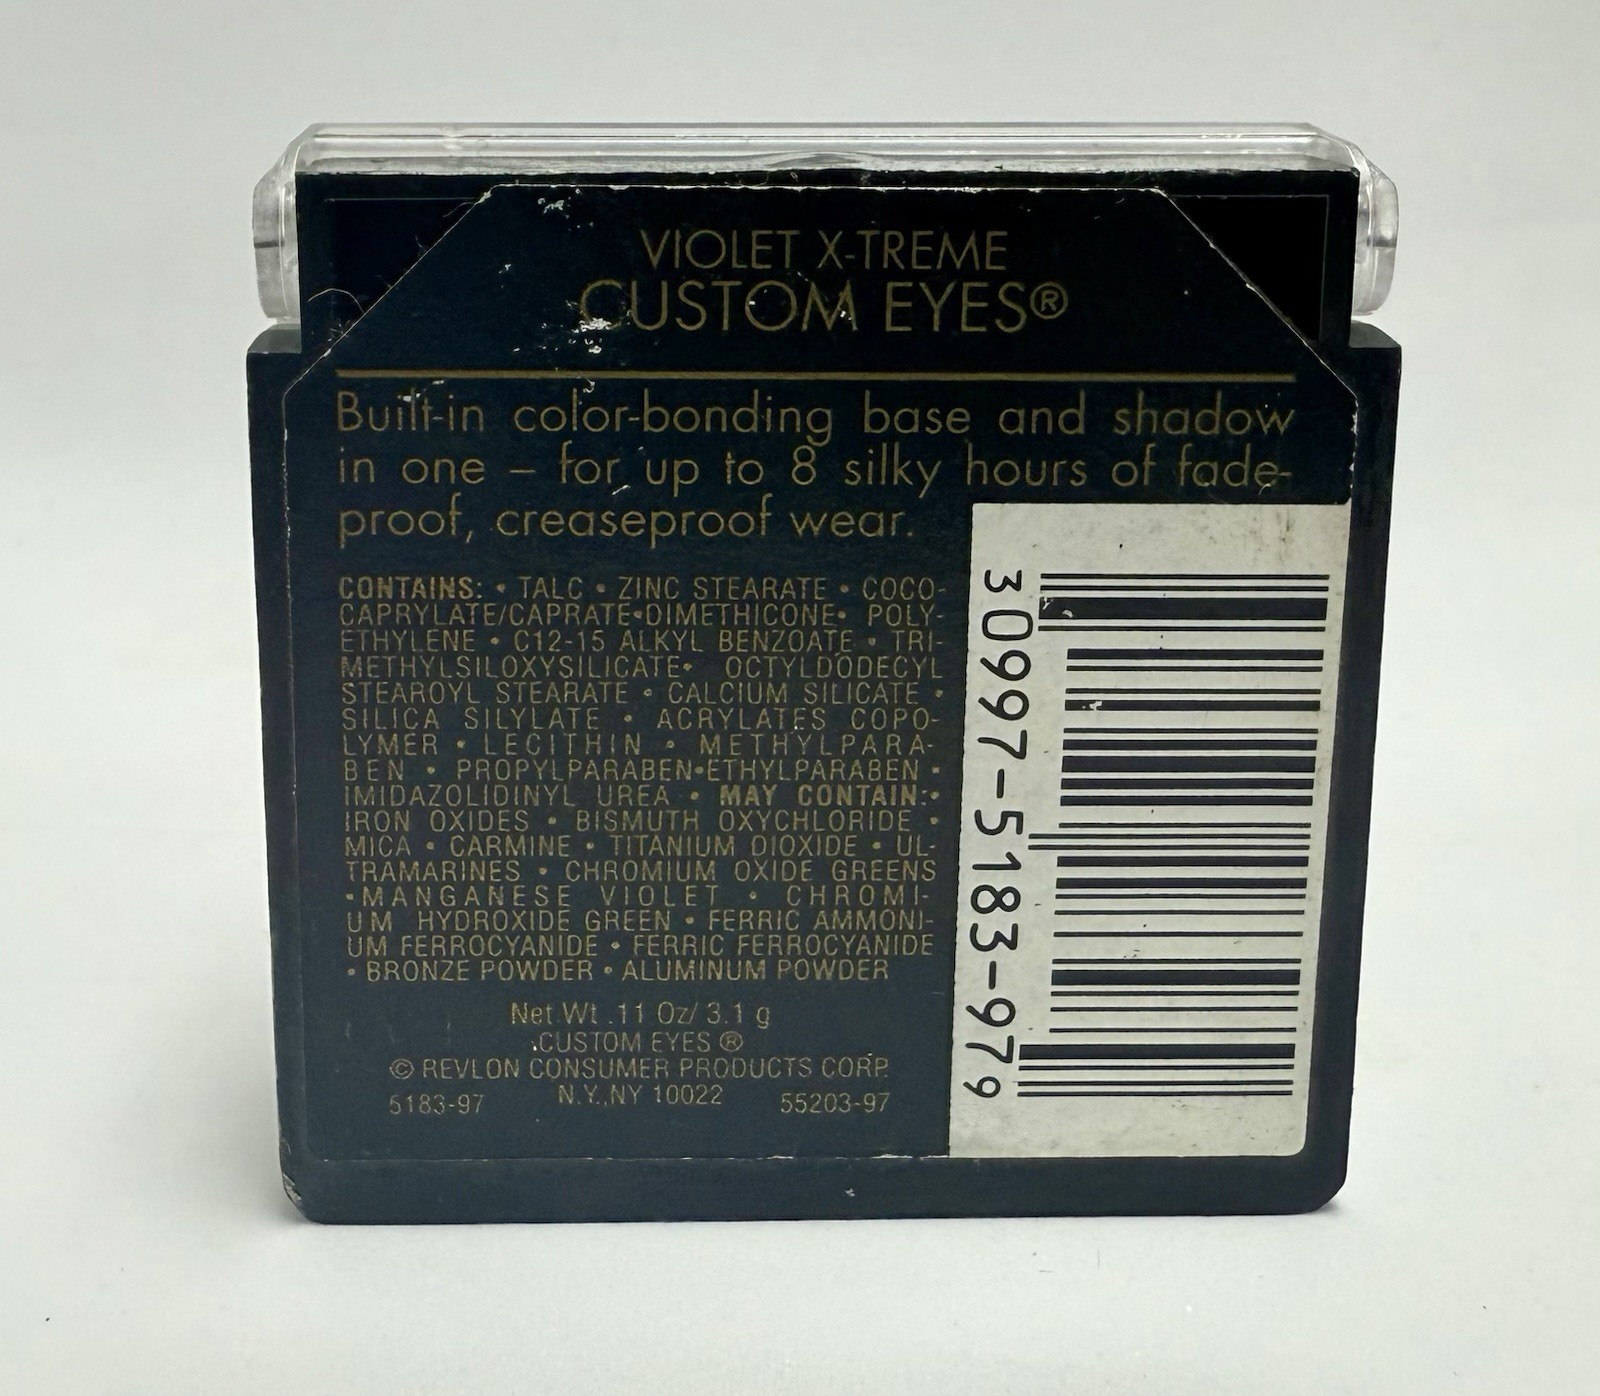 VIOLET X-TREME
CUSTOM EYES®
Built-in color-bonding base and shadow
in one – for up to 8 silky hours of fade-
proof, creaseproof wear.
CONTAINS: • TALC • ZINC STEARATE • COCO-
CAPRYLATE/CAPRATE•DIMETHICONE• POLY-
ETHYLENE • C12-15 ALKYL BENZOATE • TRI-
METHYLSILOXYSILICATE• OCTYLDODECYL
STEAROYL STEARATE • CALCIUM SILICATE •
SILICA SILYLATE • ACRYLATES COPO-
LYMER • LECITHIN • METHYLPARA-
BEN • PROPYLPARABEN•ETHYLPARABEN •
IMIDAZOLIDINYL UREA • MAY CONTAIN:•
IRON OXIDES • BISMUTH OXYCHLORIDE •
MICA • CARMINE • TITANIUM DIOXIDE • UL-
TRAMARINES • CHROMIUM OXIDE GREENS
•MANGANESE VIOLET • CHROMI-
UM HYDROXIDE GREEN • FERRIC AMMONI-
UM FERROCYANIDE • FERRIC FERROCYANIDE
• BRONZE POWDER • ALUMINUM POWDER
Net Wt .11 Oz/ 3.1 g
CUSTOM EYES ®
© REVLON CONSUMER PRODUCTS CORP.
N.Y.,NY 10022
5183-97 55203-97
30997-5183-979